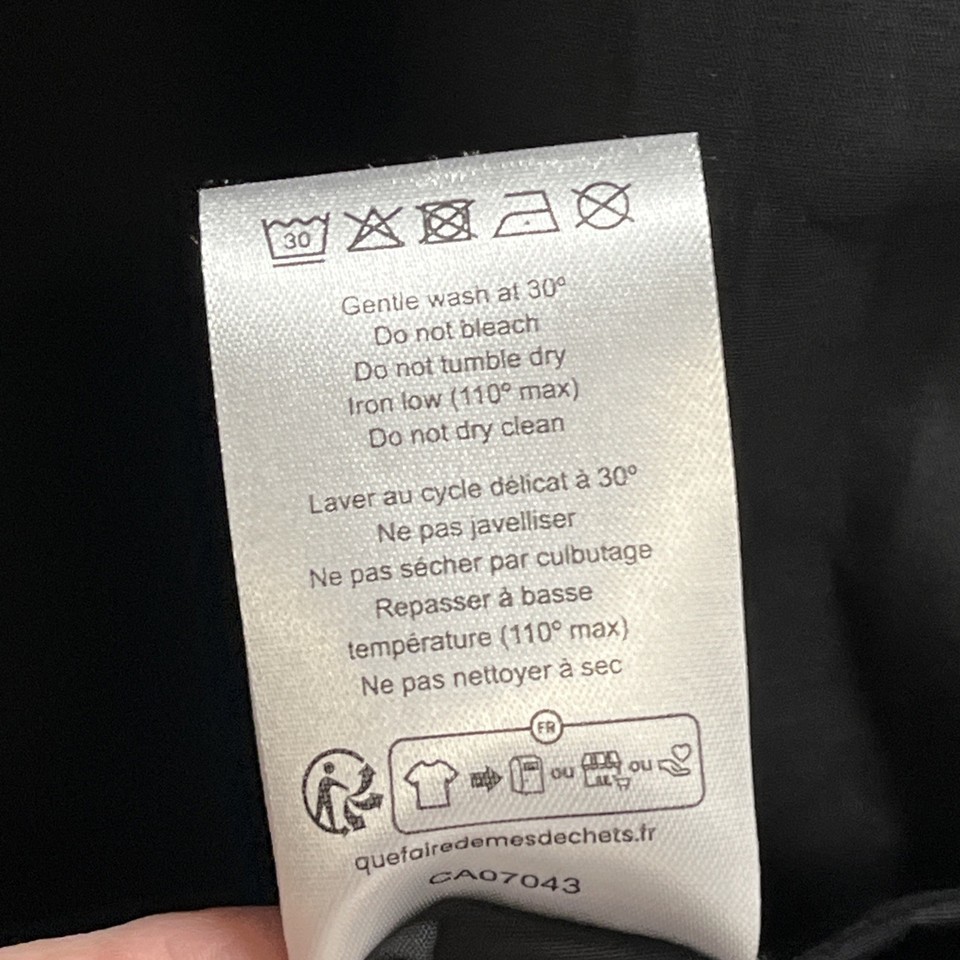 30
Gentle wash at 30°
Do not bleach
Do not tumble dry
Iron low (110° max)
Do not dry clean
Laver au cycle délicat à 30°
Ne pas javelliser
Ne pas sécher par culbutage
Repasser à basse
température (110° max)
Ne pas nettoyer à sec
FR
ou ou
quefairedemesdechets.fr
CA07043